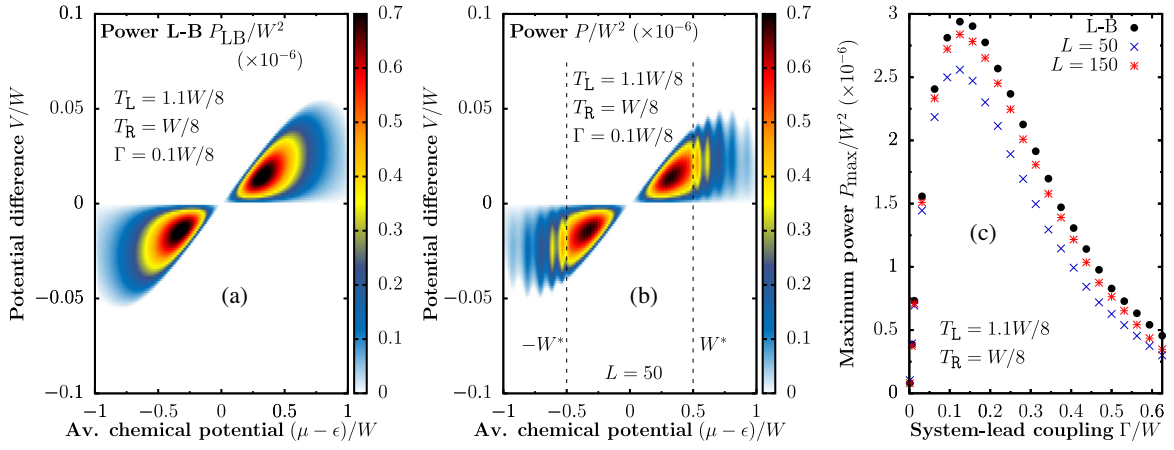 Power L-B P_LB/W²
(×10⁻⁶)
T_L = 1.1W/8
T_R = W/8
Γ = 0.1W/8
(a)
Potential difference V/W
0.1
0.05
0
−0.05
−0.1
−1
−0.5
0
0.5
1
Av. chemical potential (μ − ϵ)/W
0.7
0.6
0.5
0.4
0.3
0.2
0.1
0
Power P/W² (×10⁻⁶)
T_L = 1.1W/8
T_R = W/8
Γ = 0.1W/8
(b)
−W*
W*
L = 50
Potential difference V/W
0.1
0.05
0
−0.05
−0.1
−1
−0.5
0
0.5
1
Av. chemical potential (μ − ϵ)/W
0.7
0.6
0.5
0.4
0.3
0.2
0.1
0
L-B
L = 50
L = 150
(c)
T_L = 1.1W/8
T_R = W/8
Maximum power P_max/W² (×10⁻⁶)
3
2.5
2
1.5
1
0.5
0
0
0.1
0.2
0.3
0.4
0.5
0.6
System-lead coupling Γ/W